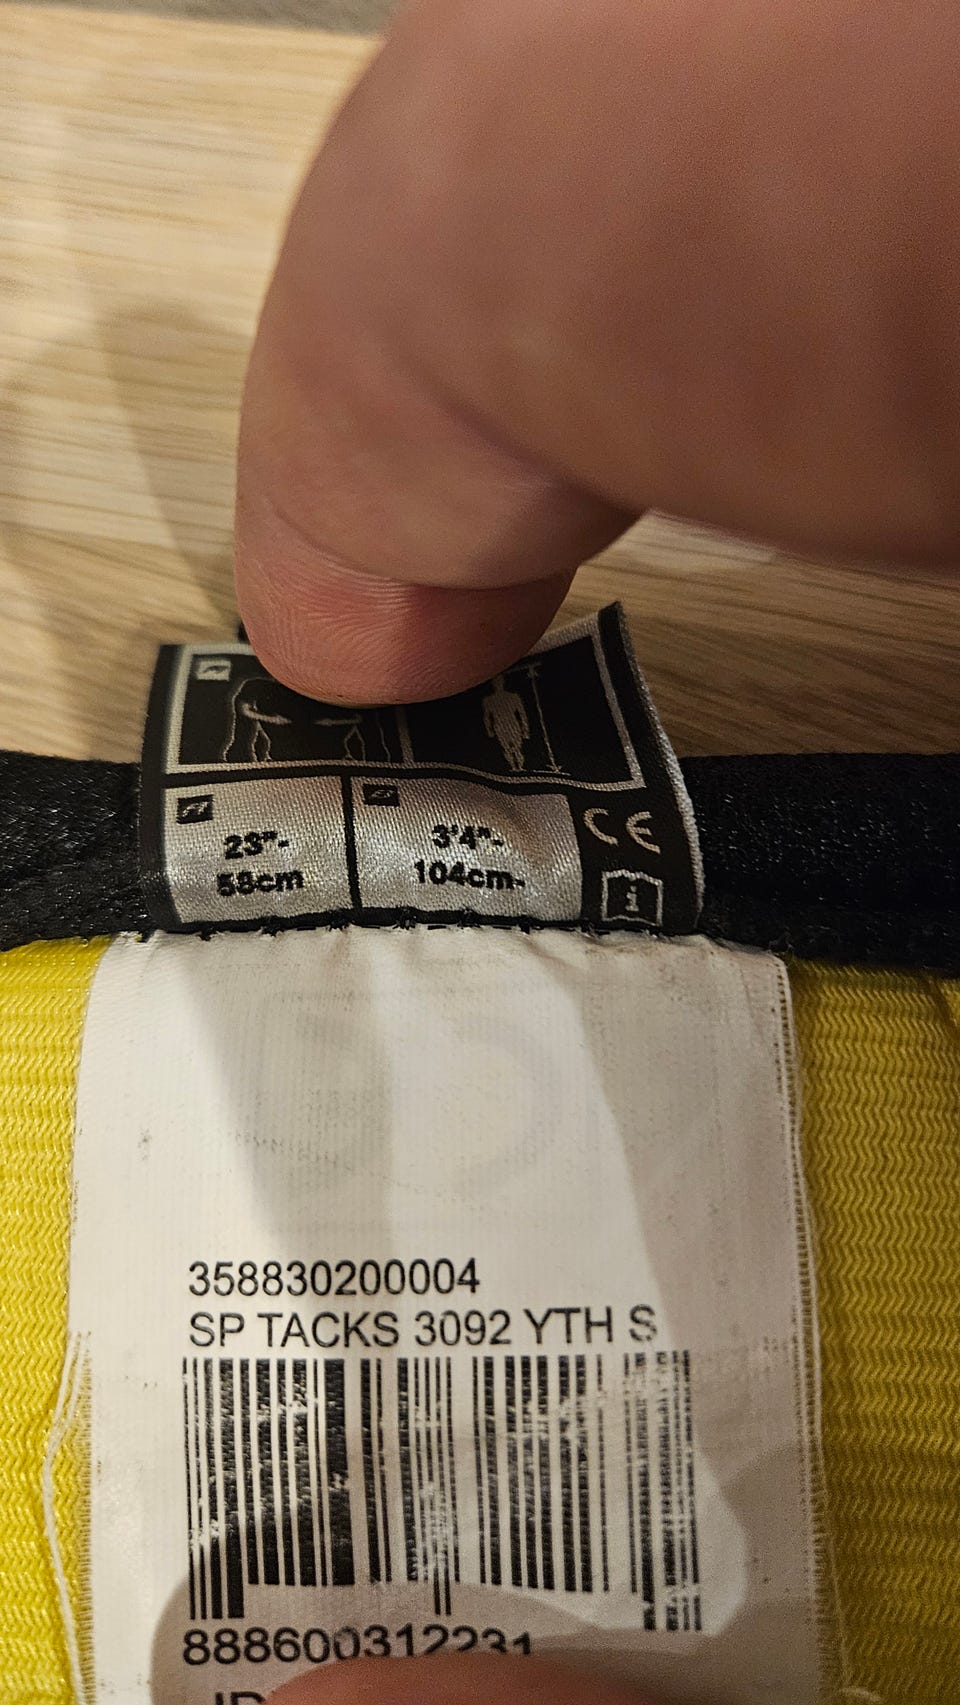 23"-
58cm
3'4"-
104cm-
CE
i
358830200004
SP TACKS 3092 YTH S
888600312231